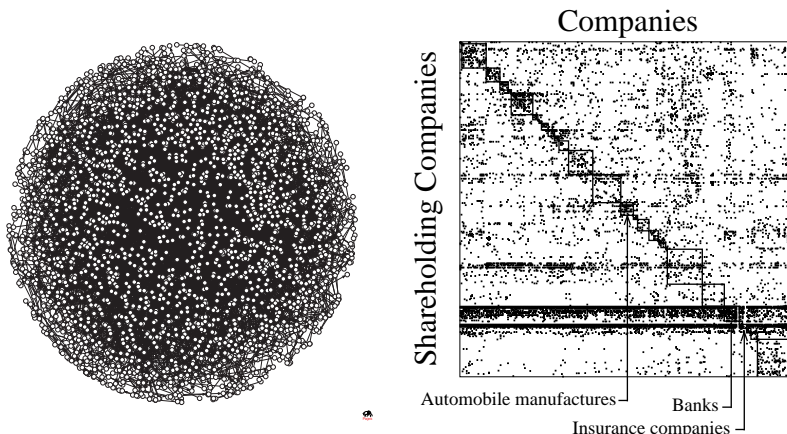 Companies
Shareholding Companies
Automobile manufactures
Banks
Insurance companies